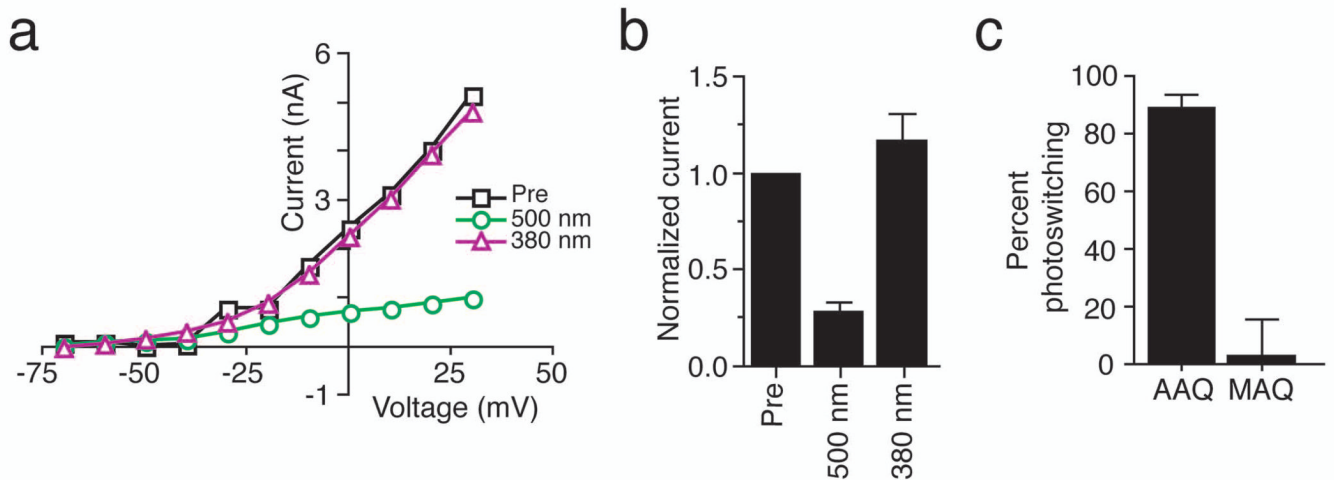 a
6
3
-1
Current (nA)
-75
-50
-25
25
50
Voltage (mV)
Pre
500 nm
380 nm
b
Normalized current
1.5
1.0
0.5
0.0
Pre
500 nm
380 nm
c
Percent
photoswitching
100
80
60
40
20
0
AAQ
MAQ